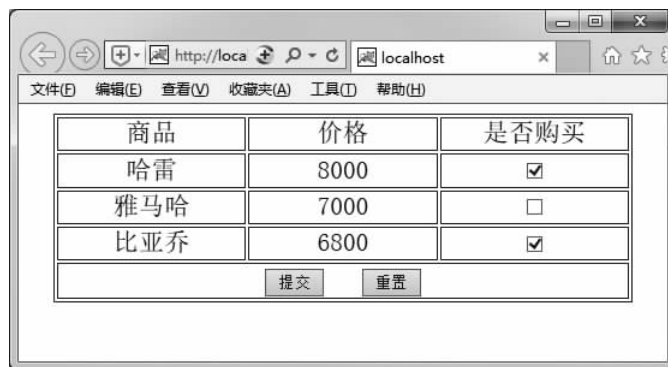 http://loca
localhost
文件(F) 编辑(E) 查看(V) 收藏夹(A) 工具(T) 帮助(H)
商品 价格 是否购买
哈雷 8000
雅马哈 7000
比亚乔 6800
提交 重置